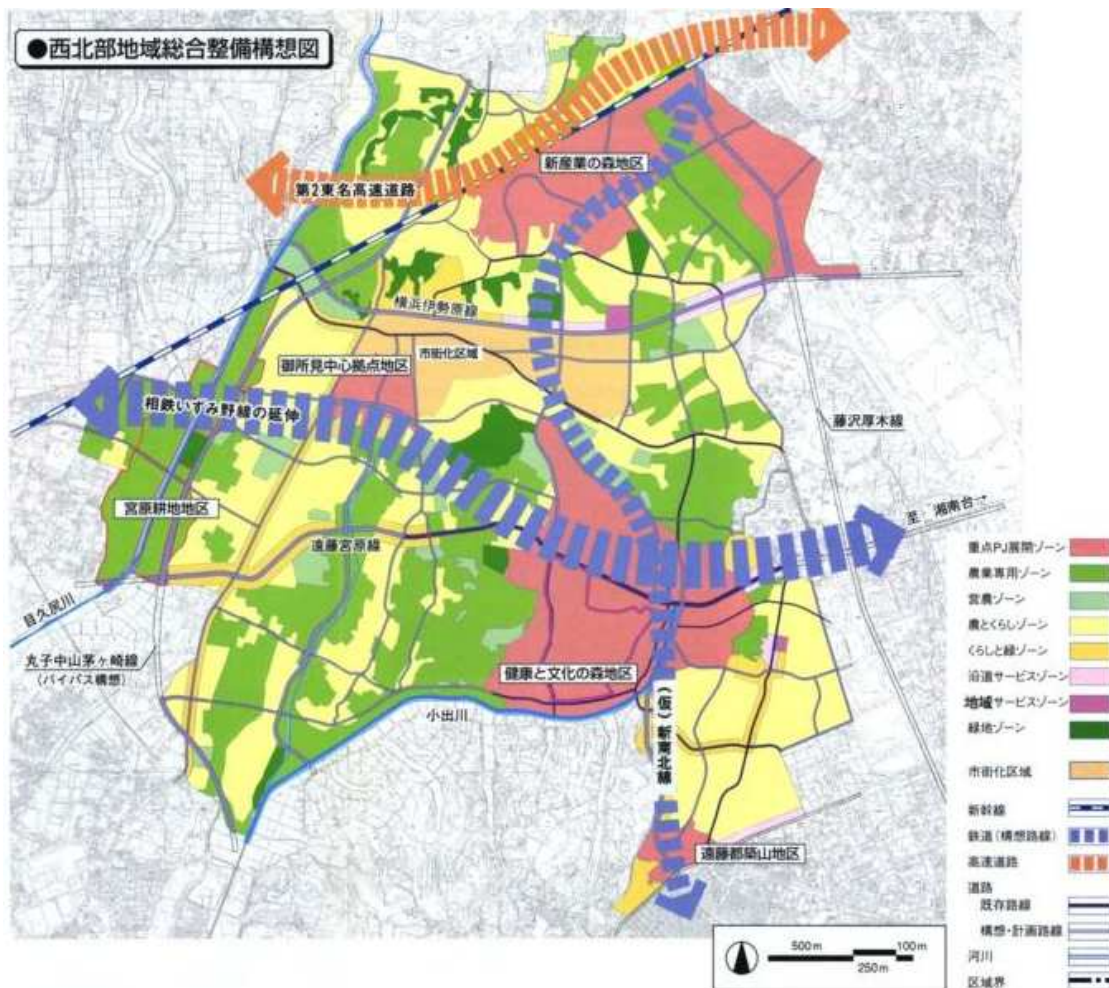 ●西北部地域総合整備構想図
新産業の森地区
第2東名高速道路
横浜伊勢原線
市街化区域
御所見中心拠点地区
相鉄いずみ野線の延伸
藤沢厚木線
至 湘南台→
宮原耕地地区
遠藤宮原線
目久尻川
丸子中山茅ヶ崎線
(バイパス構想)
健康と文化の森地区
小出川
(仮)新東北線
遠藤都築山地区
重点PJ展開ゾーン
農業専用ゾーン
営農ゾーン
農とくらしゾーン
くらしと緑ゾーン
沿道サービスゾーン
地域サービスゾーン
緑地ゾーン
市街化区域
新幹線
鉄道(構想路線)
高速道路
道路
既存路線
構想・計画路線
河川
区域界
500m 100m
250m